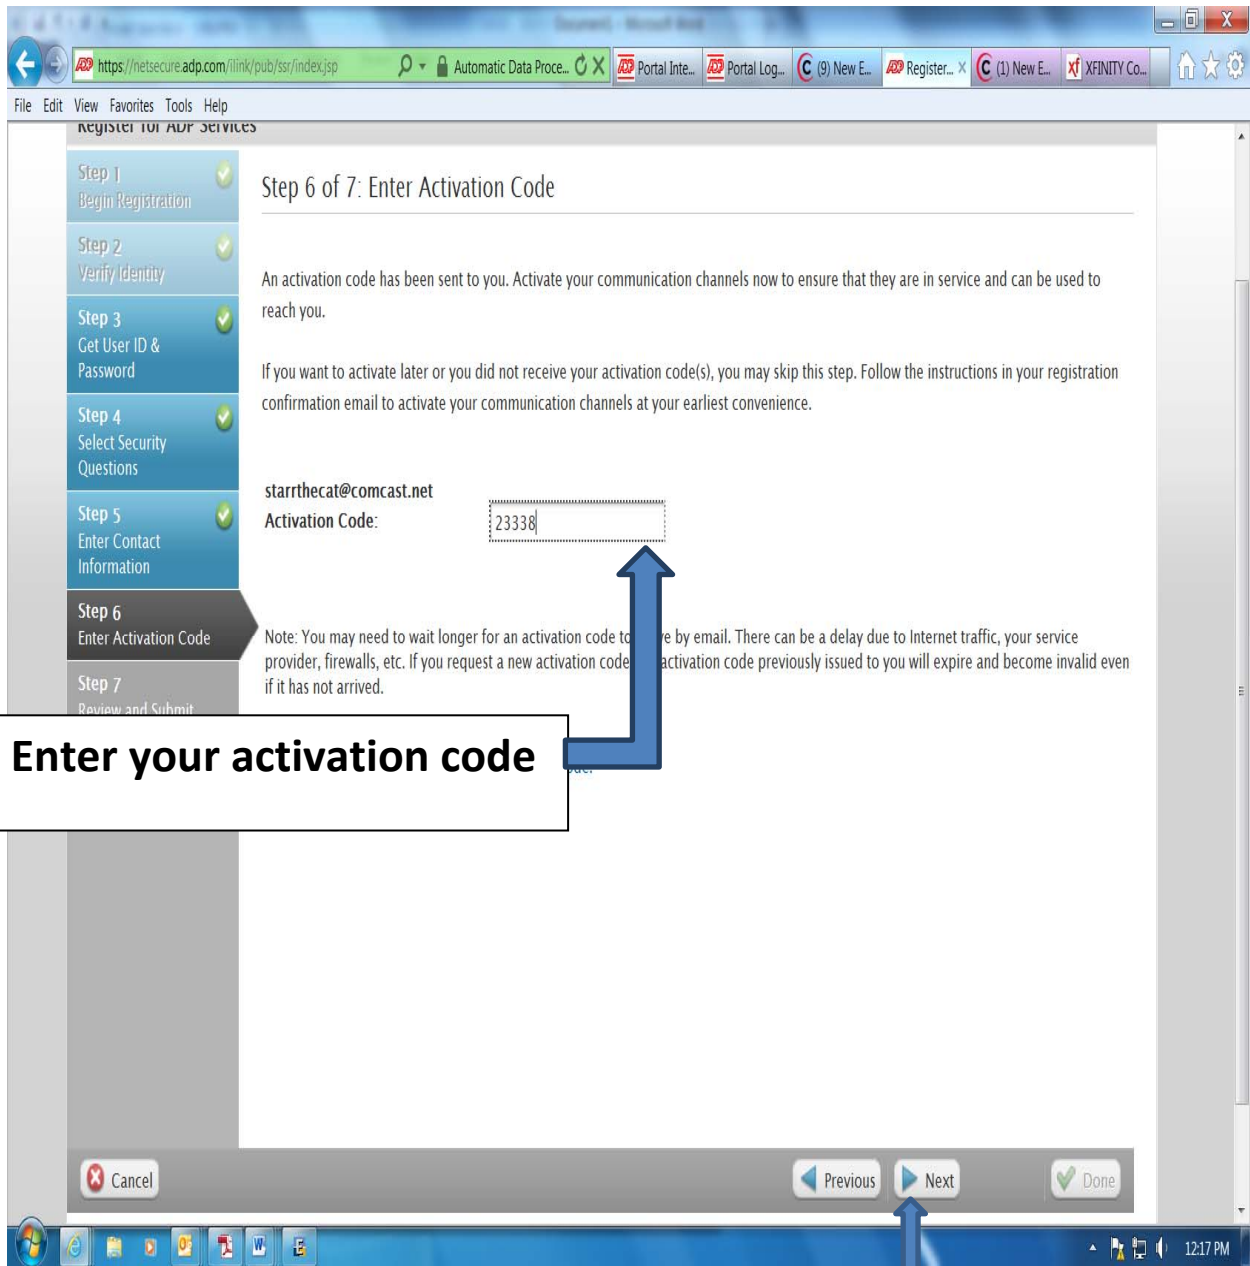 https://netsecure.adp.com/ilink/pub/ssr/index.jsp
Automatic Data Proce...
Portal Inte...
Portal Log...
(9) New E...
Register...
(1) New E...
XFINITY Co...
File Edit View Favorites Tools Help
Register for ADP Services
Step 1
Begin Registration
Step 2
Verify Identity
Step 3
Get User ID &
Password
Step 4
Select Security
Questions
Step 5
Enter Contact
Information
Step 6
Enter Activation Code
Step 7
Review and Submit
Step 6 of 7: Enter Activation Code
An activation code has been sent to you. Activate your communication channels now to ensure that they are in service and can be used to
reach you.
If you want to activate later or you did not receive your activation code(s), you may skip this step. Follow the instructions in your registration
confirmation email to activate your communication channels at your earliest convenience.
starrthecat@comcast.net
Activation Code:
23338
Note: You may need to wait longer for an activation code to by email. There can be a delay due to Internet traffic, your service
provider, firewalls, etc. If you request a new activation code activation code previously issued to you will expire and become invalid even
if it has not arrived.
Enter your activation code
Cancel
Previous
Next
Done
12:17 PM